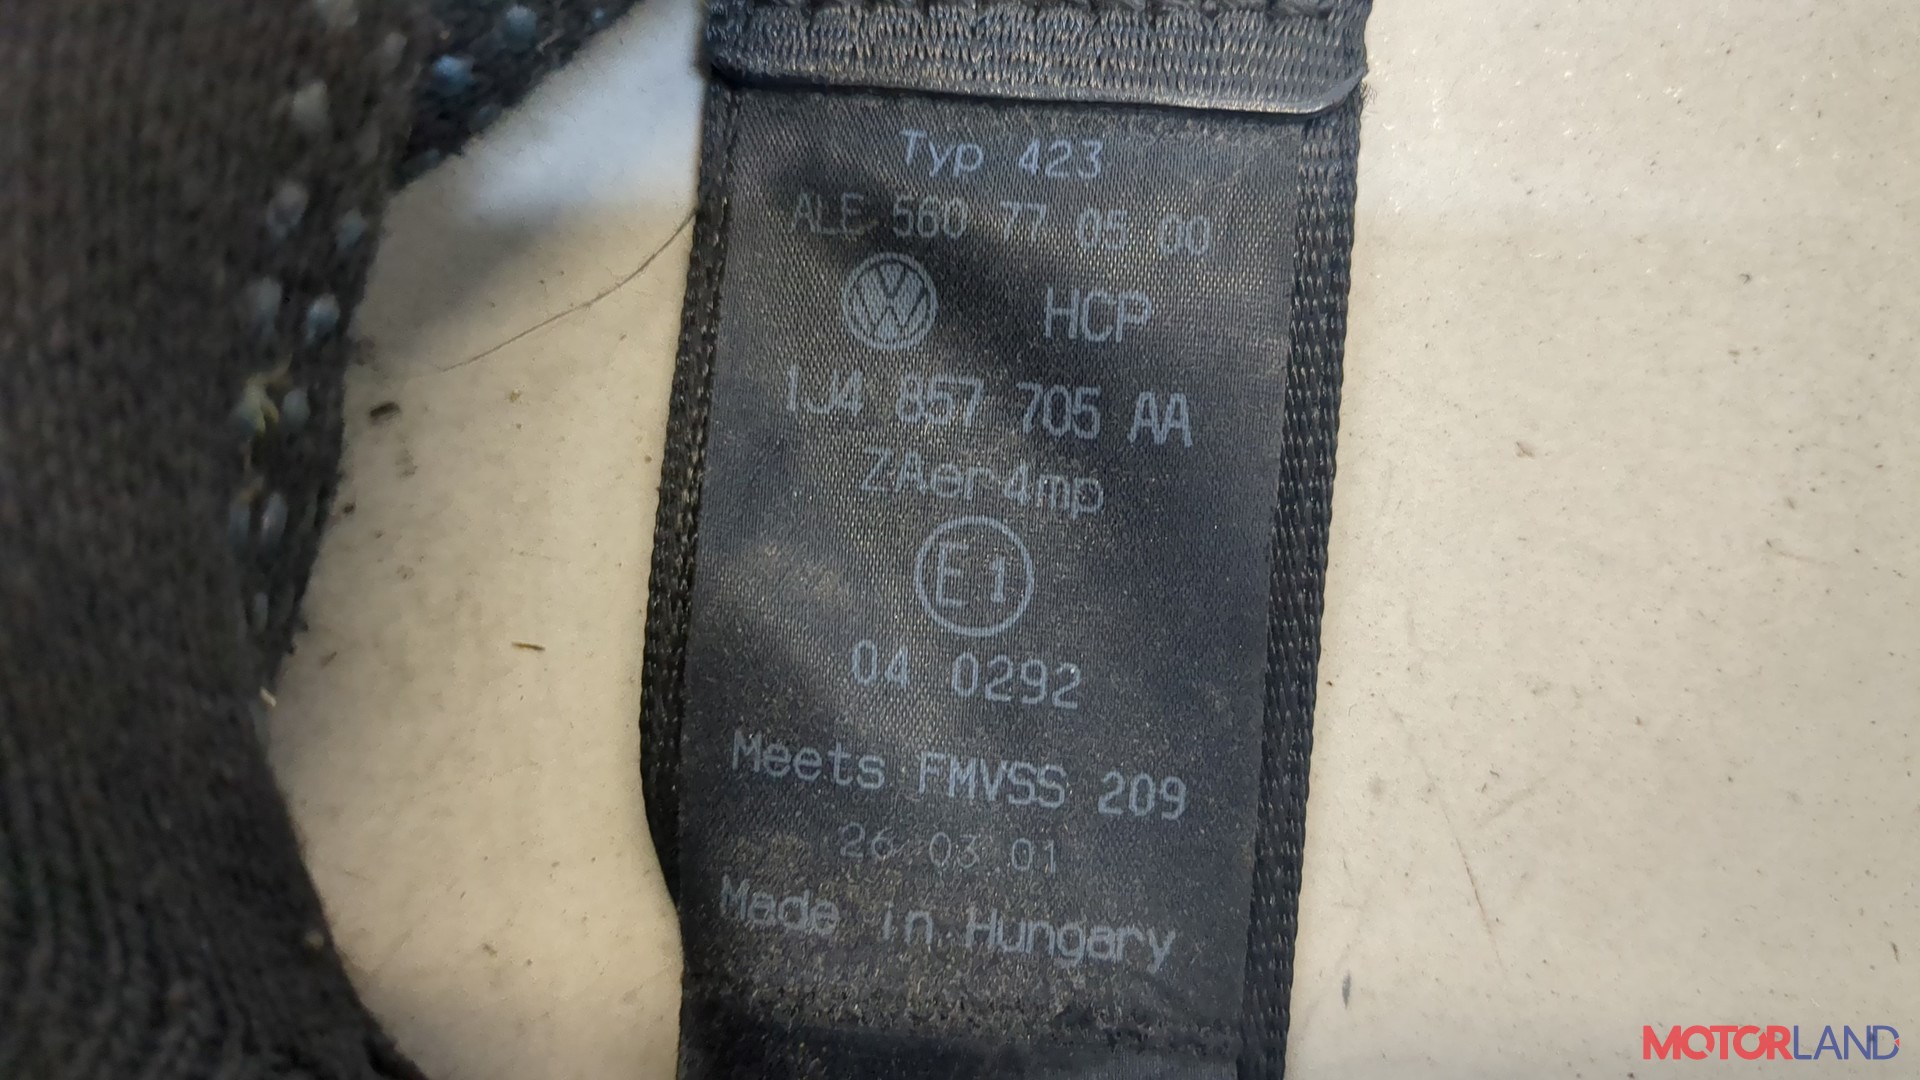 Typ 423
ALE 560 77 05 00
HCP
1J4 857 705 AA
ZAer4mp
E1
04 0292
Meets FMVSS 209
26 03 01
Made in Hungary
MOTORLAND